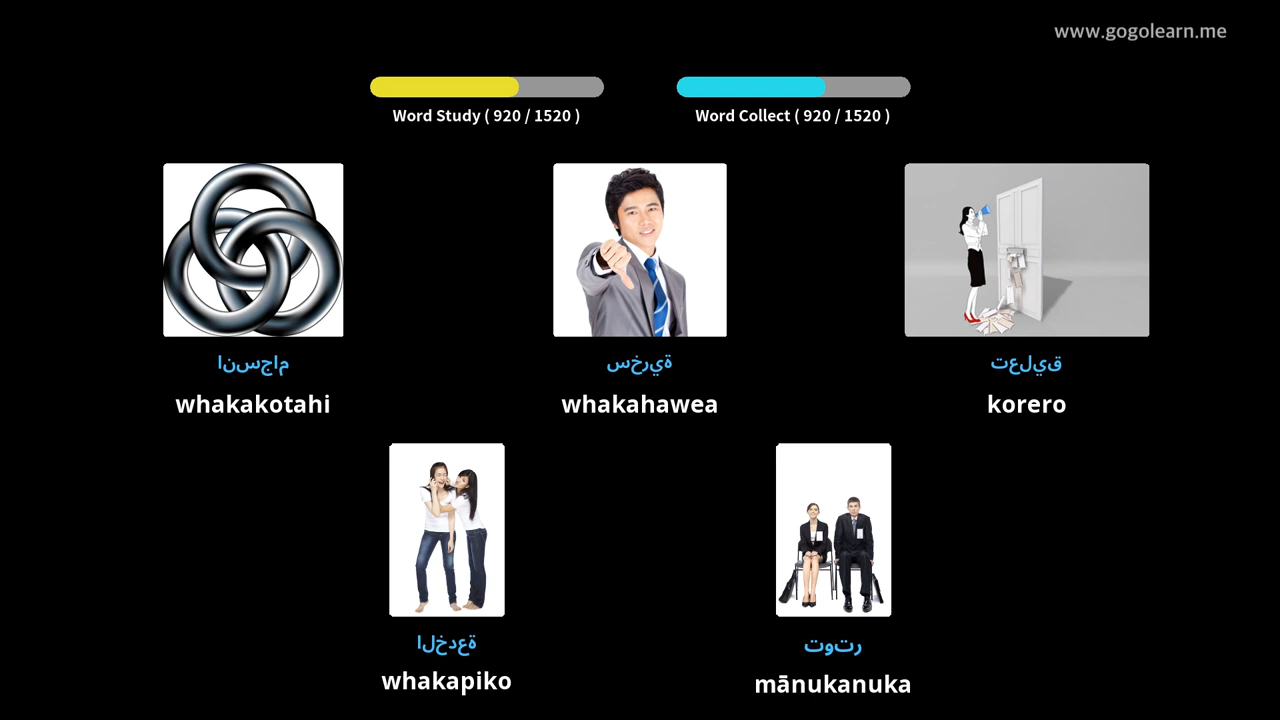 www.gogolearn.me
Word Study ( 920 / 1520 )
Word Collect ( 920 / 1520 )
انسجام
سخرية
تعليق
whakakotahi
whakahawea
korero
الخدعة
توتر
whakapiko
mānukanuka